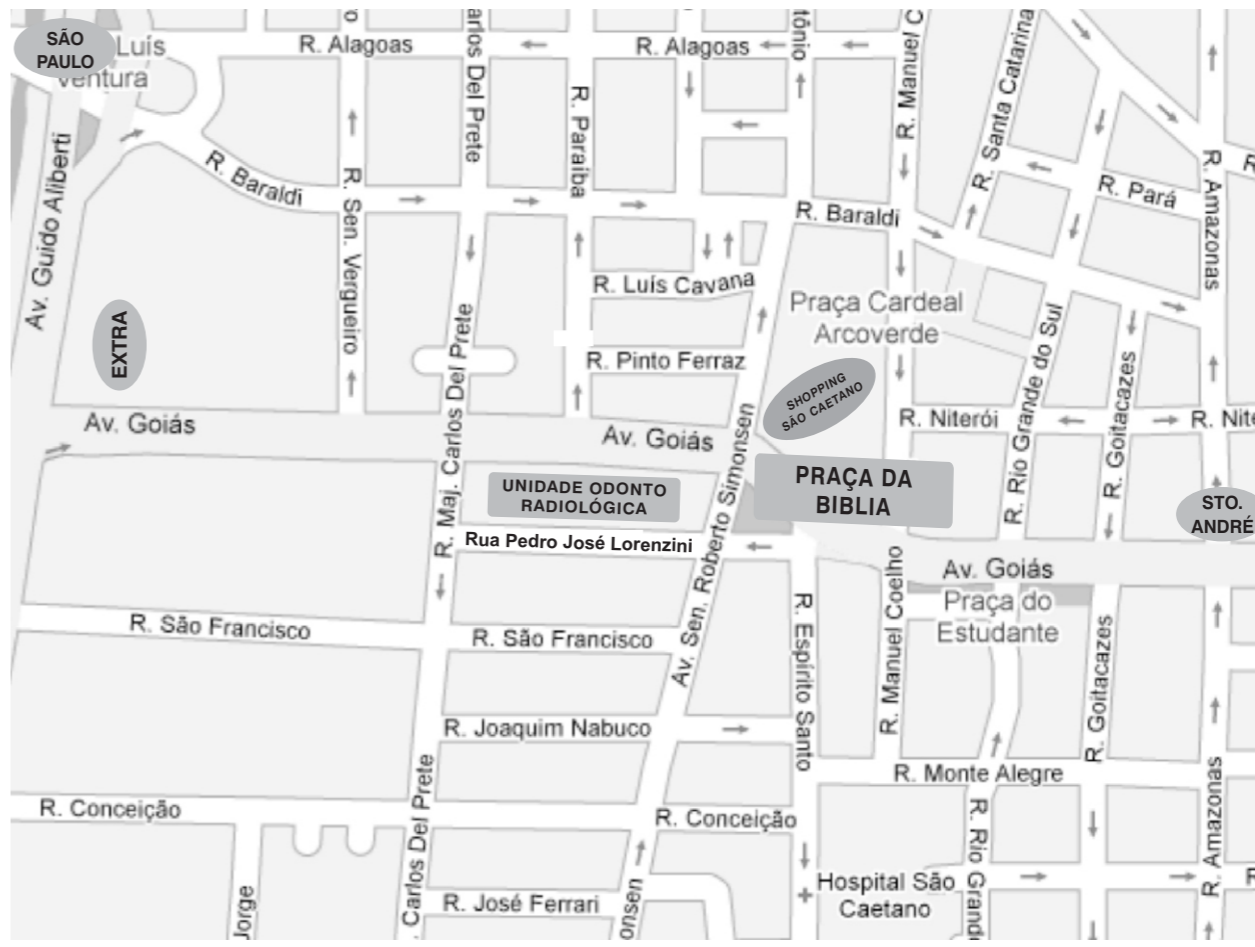 SÃO
PAULO
Luís
Ventura
R. Alagoas
R. Alagoas
arlos Del Prete
tônio
R. Manuel C
R. Santa Catarina
R. Paraíba
R. Baraldi
R. Sen. Vergueiro
Av. Guido Aliberti
R. Baraldi
R. Pará
R. Amazonas
R. Luís Cavana
Praça Cardeal
Arcoverde
EXTRA
R. Pinto Ferraz
SHOPPING
SÃO CAETANO
R. Rio Grande do Sul
R. Goitacazes
Av. Goiás
Av. Goiás
R. Niterói
R. Nite
R. Maj. Carlos Del Prete
UNIDADE ODONTO
RADIOLÓGICA
PRAÇA DA
BIBLIA
STO.
ANDRÉ
Rua Pedro José Lorenzini
Av. Sen. Roberto Simonsen
Av. Goiás
Praça do
Estudante
R. São Francisco
R. São Francisco
R. Espírito Santo
R. Manuel Coelho
R. Goitacazes
R. Joaquim Nabuco
R. Monte Alegre
R. Conceição
R. Conceição
. Carlos Del Prete
R. Rio Grande
R. Amazonas
Hospital São
Caetano
R. José Ferrari
onsen
Jorge